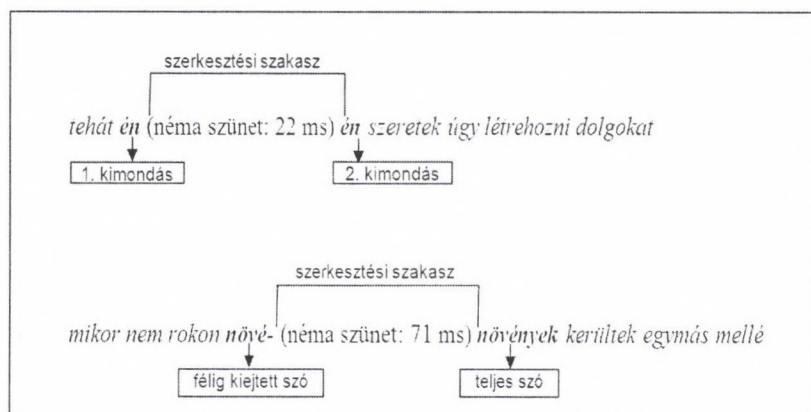 szerkesztési szakasz
tehát én (néma szünet: 22 ms) én szeretek úgy létrehozni dolgokat
1. kimondás 2. kimondás
szerkesztési szakasz
mikor nem rokon növé- (néma szünet: 71 ms) növények kerültek egymás mellé
félig kiejtett szó teljes szó